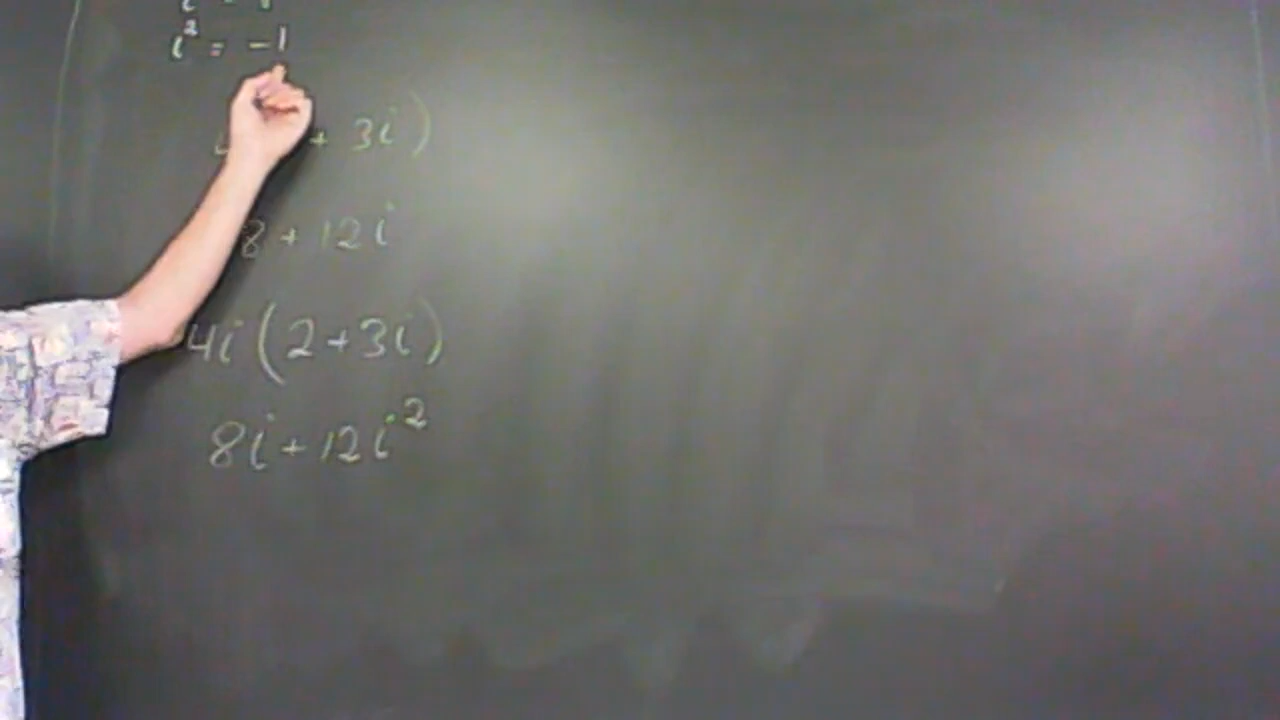 i² = -1
+ 3i)
8 + 12i
4i(2+3i)
8i+12i²